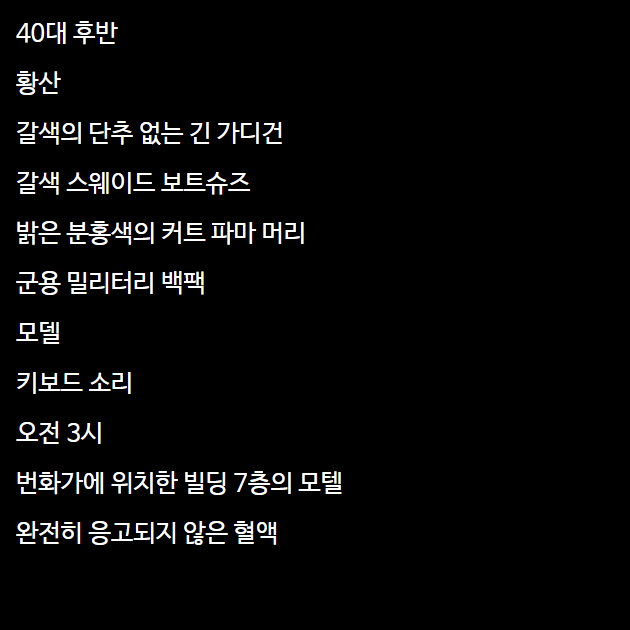 40대 후반
황산
갈색의 단추 없는 긴 가디건
갈색 스웨이드 보트슈즈
밝은 분홍색의 커트 파마 머리
군용 밀리터리 백팩
모델
키보드 소리
오전 3시
번화가에 위치한 빌딩 7층의 모텔
완전히 응고되지 않은 혈액